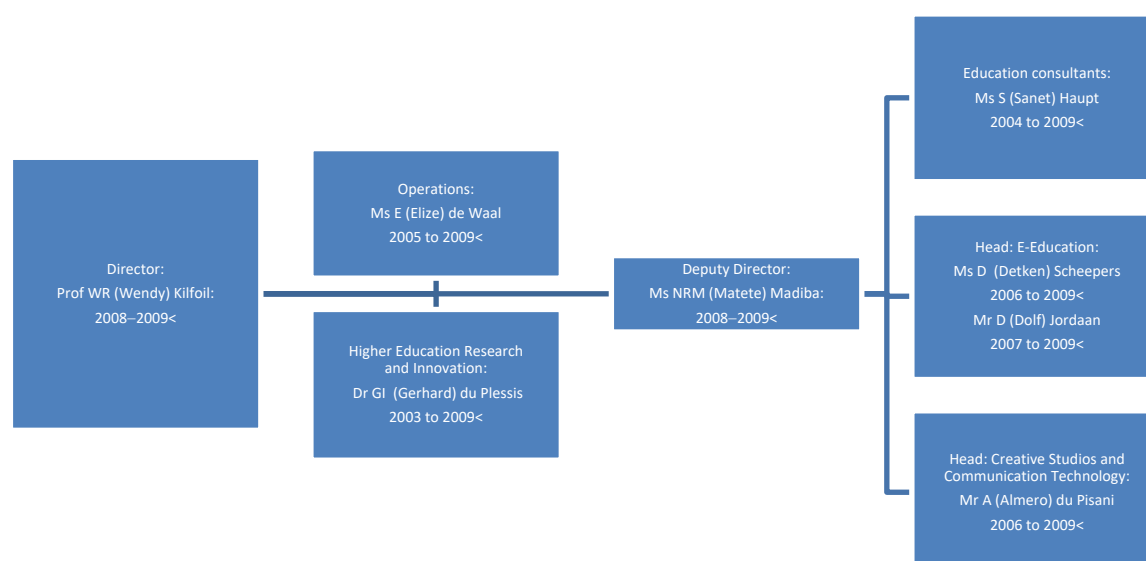 Director:
Prof WR (Wendy) Kilfoil:
2008–2009<
Operations:
Ms E (Elize) de Waal
2005 to 2009<
Higher Education Research
and Innovation:
Dr GI  (Gerhard) du Plessis
2003 to 2009<
Deputy Director:
Ms NRM (Matete) Madiba:
2008–2009<
Education consultants:
Ms S (Sanet) Haupt
2004 to 2009<
Head: E-Education:
Ms D  (Detken) Scheepers
2006 to 2009<
Mr D (Dolf) Jordaan
2007 to 2009<
Head: Creative Studios and
Communication Technology:
Mr A (Almero) du Pisani
2006 to 2009<